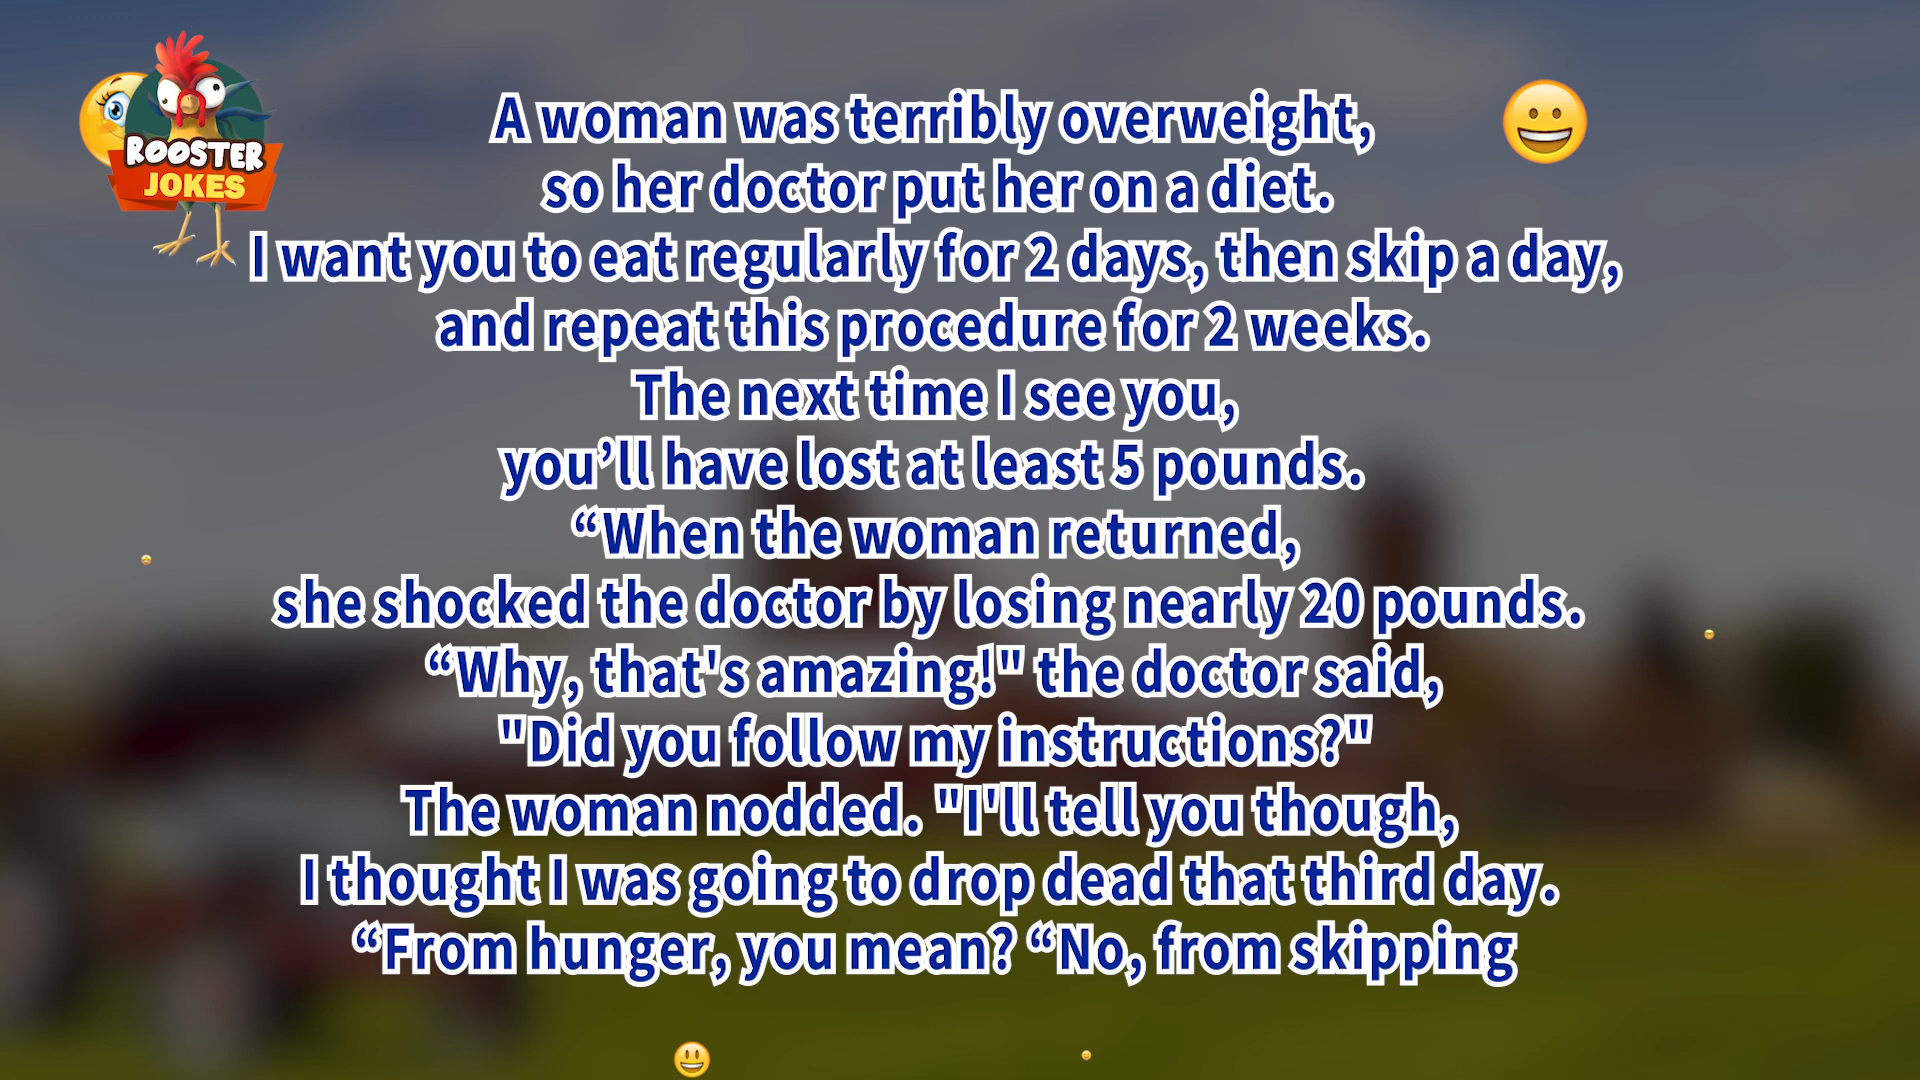 ROOSTER
JOKES
A woman was terribly overweight,
so her doctor put her on a diet.
I want you to eat regularly for 2 days, then skip a day,
and repeat this procedure for 2 weeks.
The next time I see you,
you’ll have lost at least 5 pounds.
“When the woman returned,
she shocked the doctor by losing nearly 20 pounds.
“Why, that's amazing!" the doctor said,
"Did you follow my instructions?"
The woman nodded. "I'll tell you though,
I thought I was going to drop dead that third day.
“From hunger, you mean? “No, from skipping